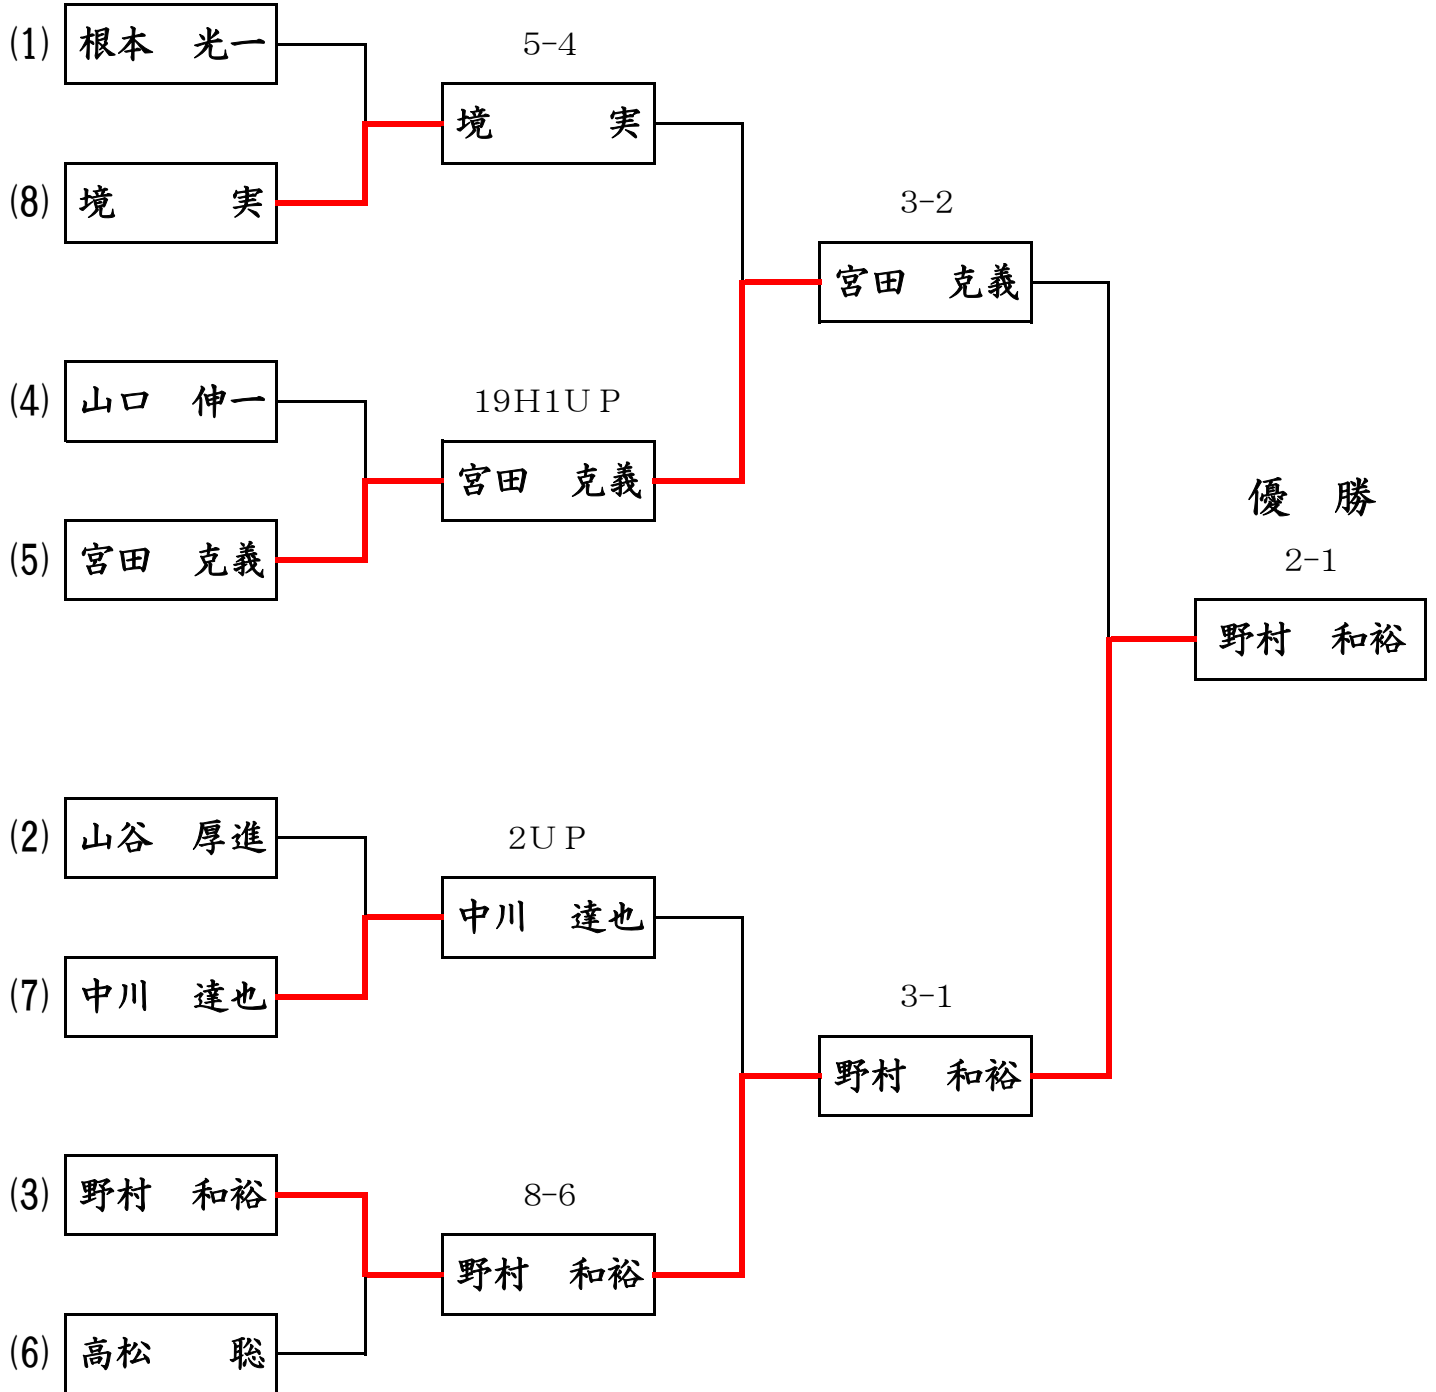 (1) 根本　光一
5-4
境　　　実
(8) 境　　　実
3-2
宮田　克義
(4) 山口　伸一
19H1UP
宮田　克義
(5) 宮田　克義
優　勝
2-1
野村　和裕
(2) 山谷　厚進
2UP
中川　達也
(7) 中川　達也
3-1
野村　和裕
(3) 野村　和裕
8-6
野村　和裕
(6) 高松　　聡